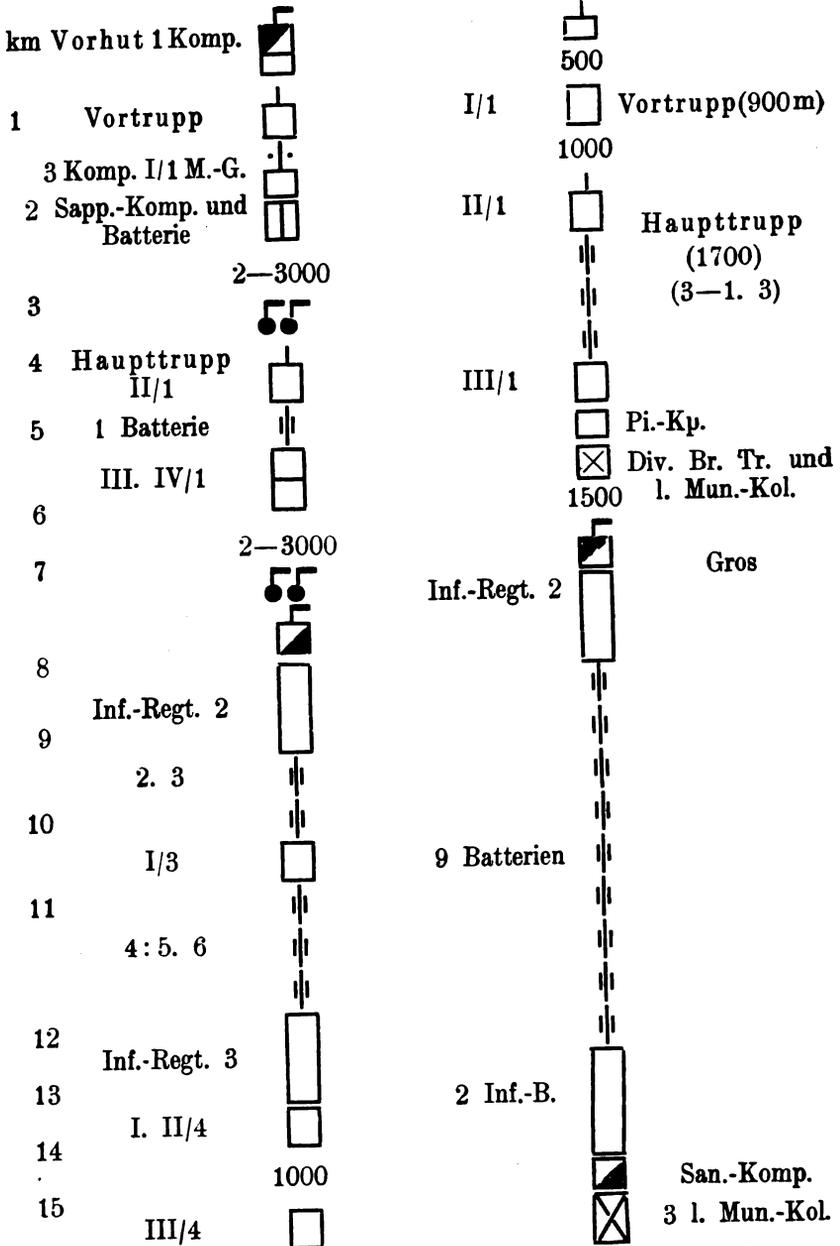 km Vorhut 1 Komp.
1 Vortrupp
3 Komp. I/1 M.-G.
2 Sapp.-Komp. und
Batterie
2—3000
3
4 Haupttrupp
II/1
5 1 Batterie
III. IV/1
6
2—3000
7
8
Inf.-Regt. 2
9
2. 3
10
I/3
11
4:5. 6
12
Inf.-Regt. 3
13
I. II/4
14
1000
15
III/4
500
I/1 Vortrupp (900 m)
1000
II/1
Haupttrupp
(1700)
(3—1. 3)
III/1
Pi.-Kp.
Div. Br. Tr. und
1500 l. Mun.-Kol.
Gros
Inf.-Regt. 2
9 Batterien
2 Inf.-B.
San.-Komp.
3 l. Mun.-Kol.